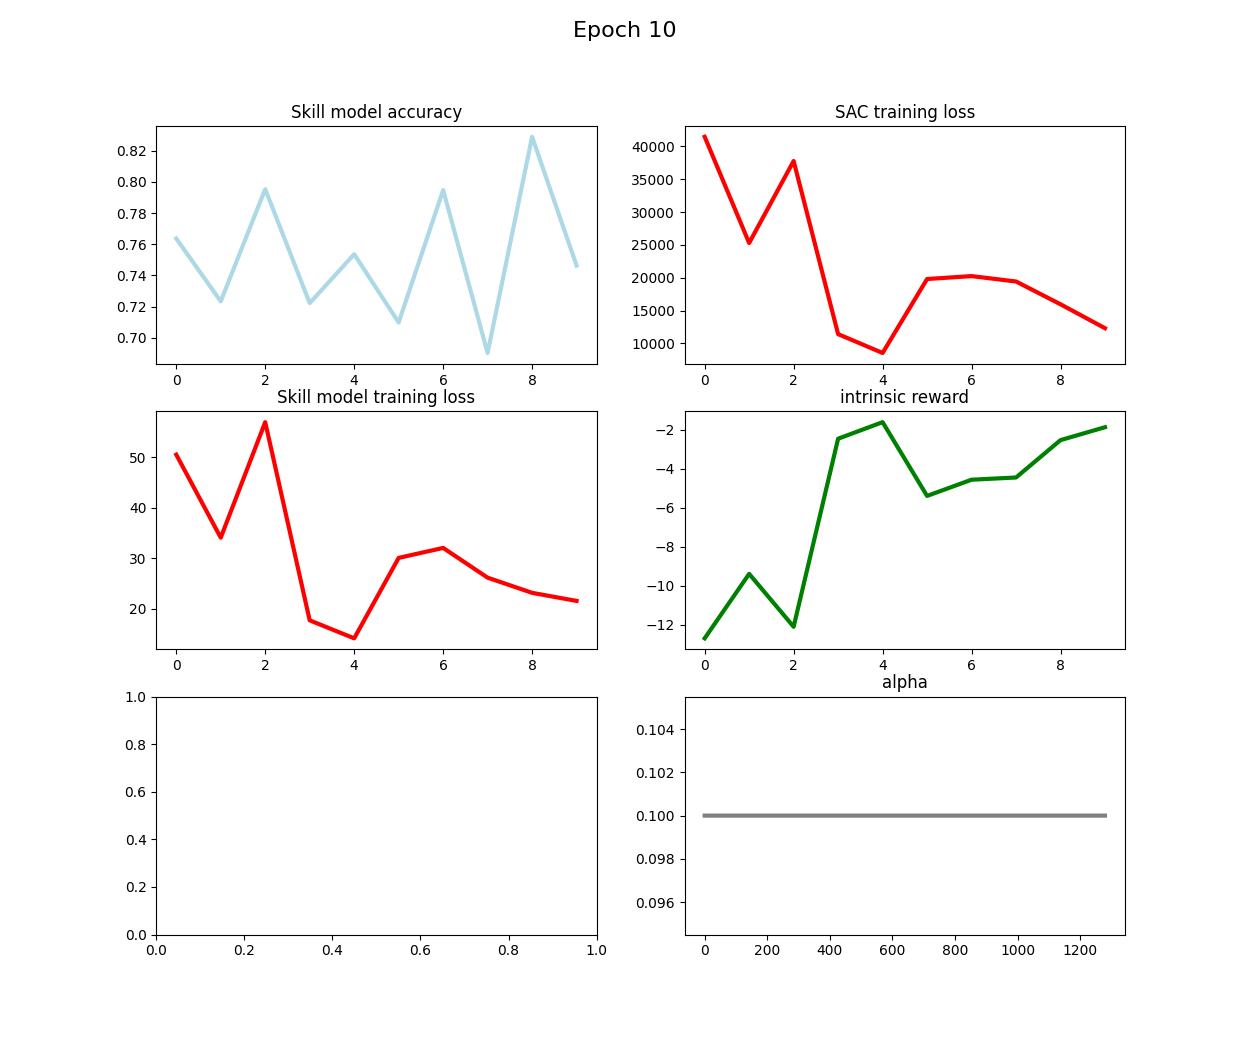 Epoch 10
Skill model accuracy
0.82
0.80
0.78
0.76
0.74
0.72
0.70
0 2 4 6 8
SAC training loss
40000
35000
30000
25000
20000
15000
10000
0 2 4 6 8
Skill model training loss
50
40
30
20
0 2 4 6 8
intrinsic reward
−2
−4
−6
−8
−10
−12
0 2 4 6 8
1.0
0.8
0.6
0.4
0.2
0.0
0.0 0.2 0.4 0.6 0.8 1.0
alpha
0.104
0.102
0.100
0.098
0.096
0 200 400 600 800 1000 1200